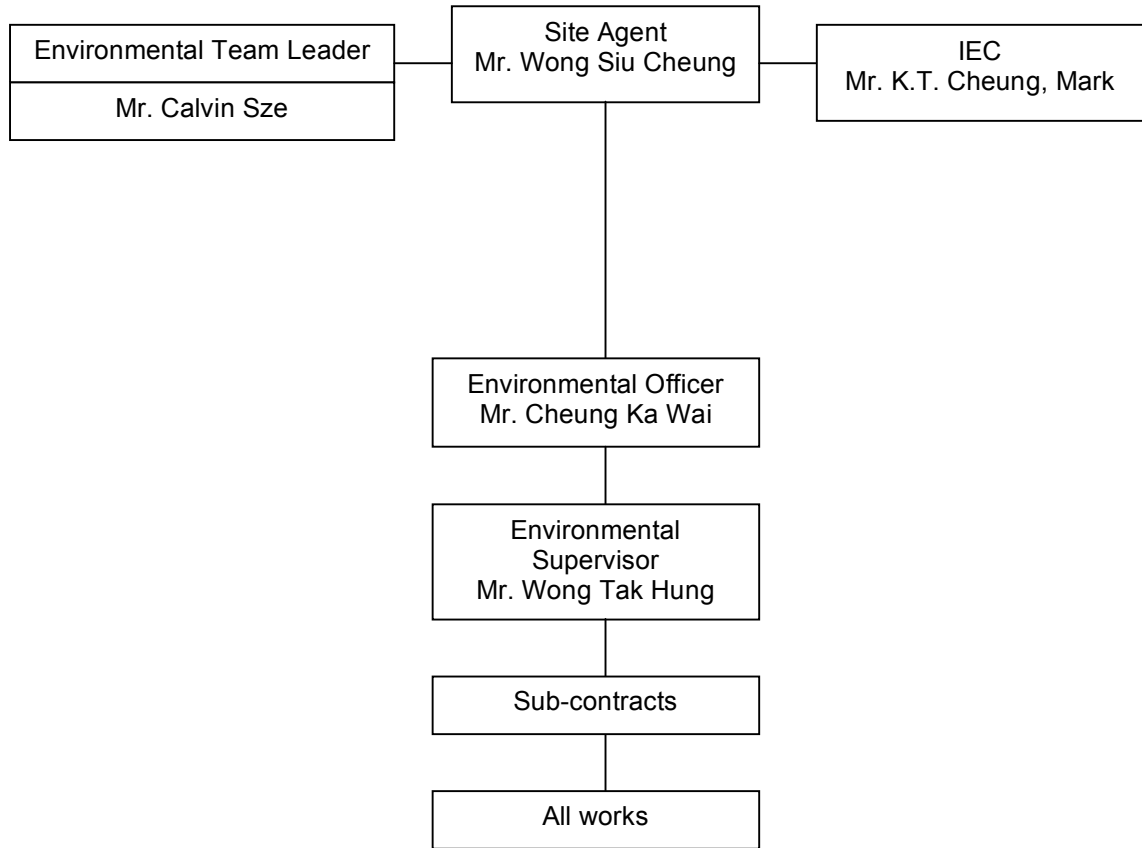 Environmental Team Leader
Mr. Calvin Sze
Site Agent
Mr. Wong Siu Cheung
IEC
Mr. K.T. Cheung, Mark
Environmental Officer
Mr. Cheung Ka Wai
Environmental
Supervisor
Mr. Wong Tak Hung
Sub-contracts
All works